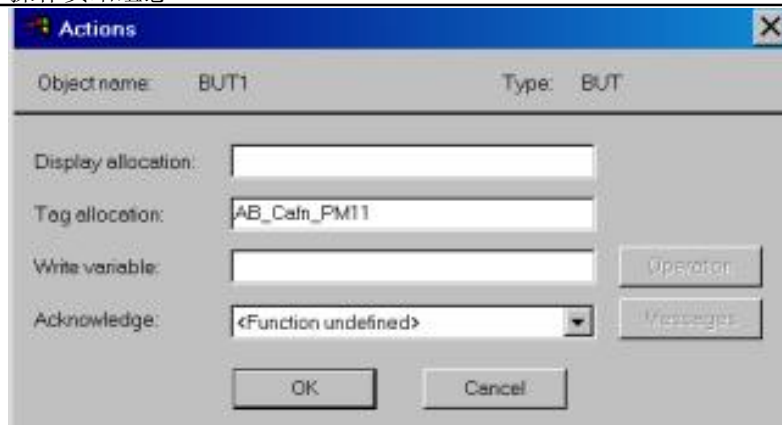 Actions
Object name: BUT1 Type: BUT
Display allocation:
Tag allocation: AB_Cafn_PM11
Write variable: Operator
Acknowledge: <Function undefined> Messages
OK Cancel